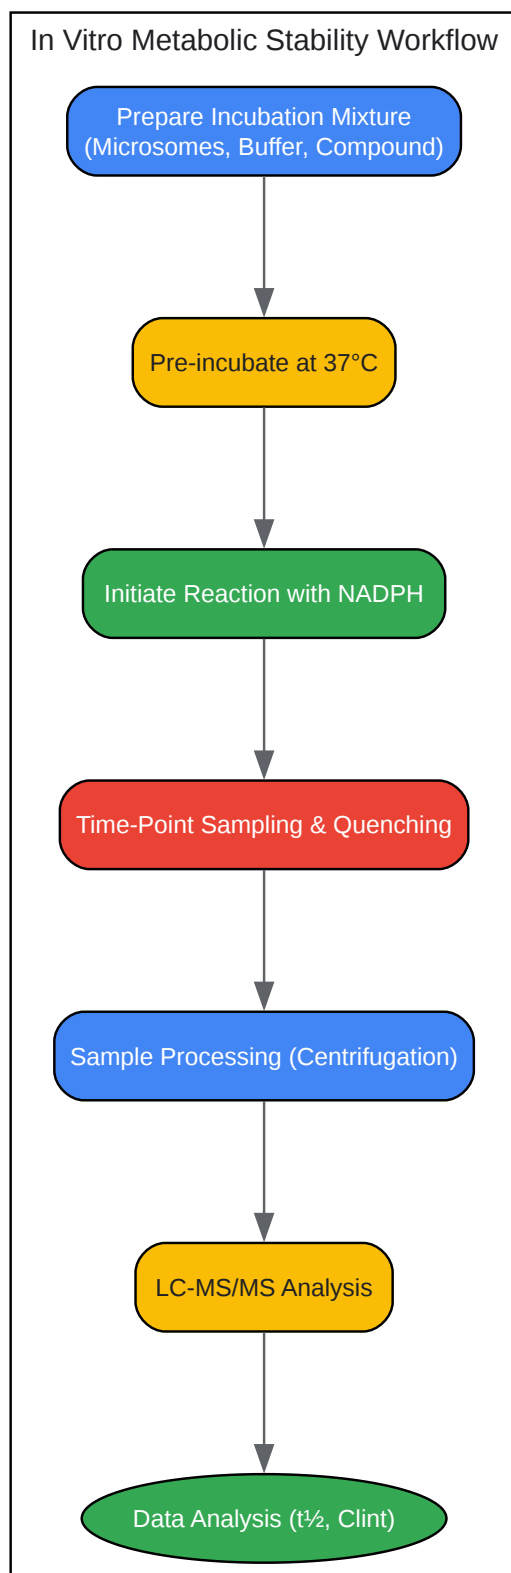 In Vitro Metabolic Stability Workflow
Prepare Incubation Mixture
(Microsomes, Buffer, Compound)
Pre-incubate at 37°C
Initiate Reaction with NADPH
Time-Point Sampling & Quenching
Sample Processing (Centrifugation)
LC-MS/MS Analysis
Data Analysis (t½, Clint)